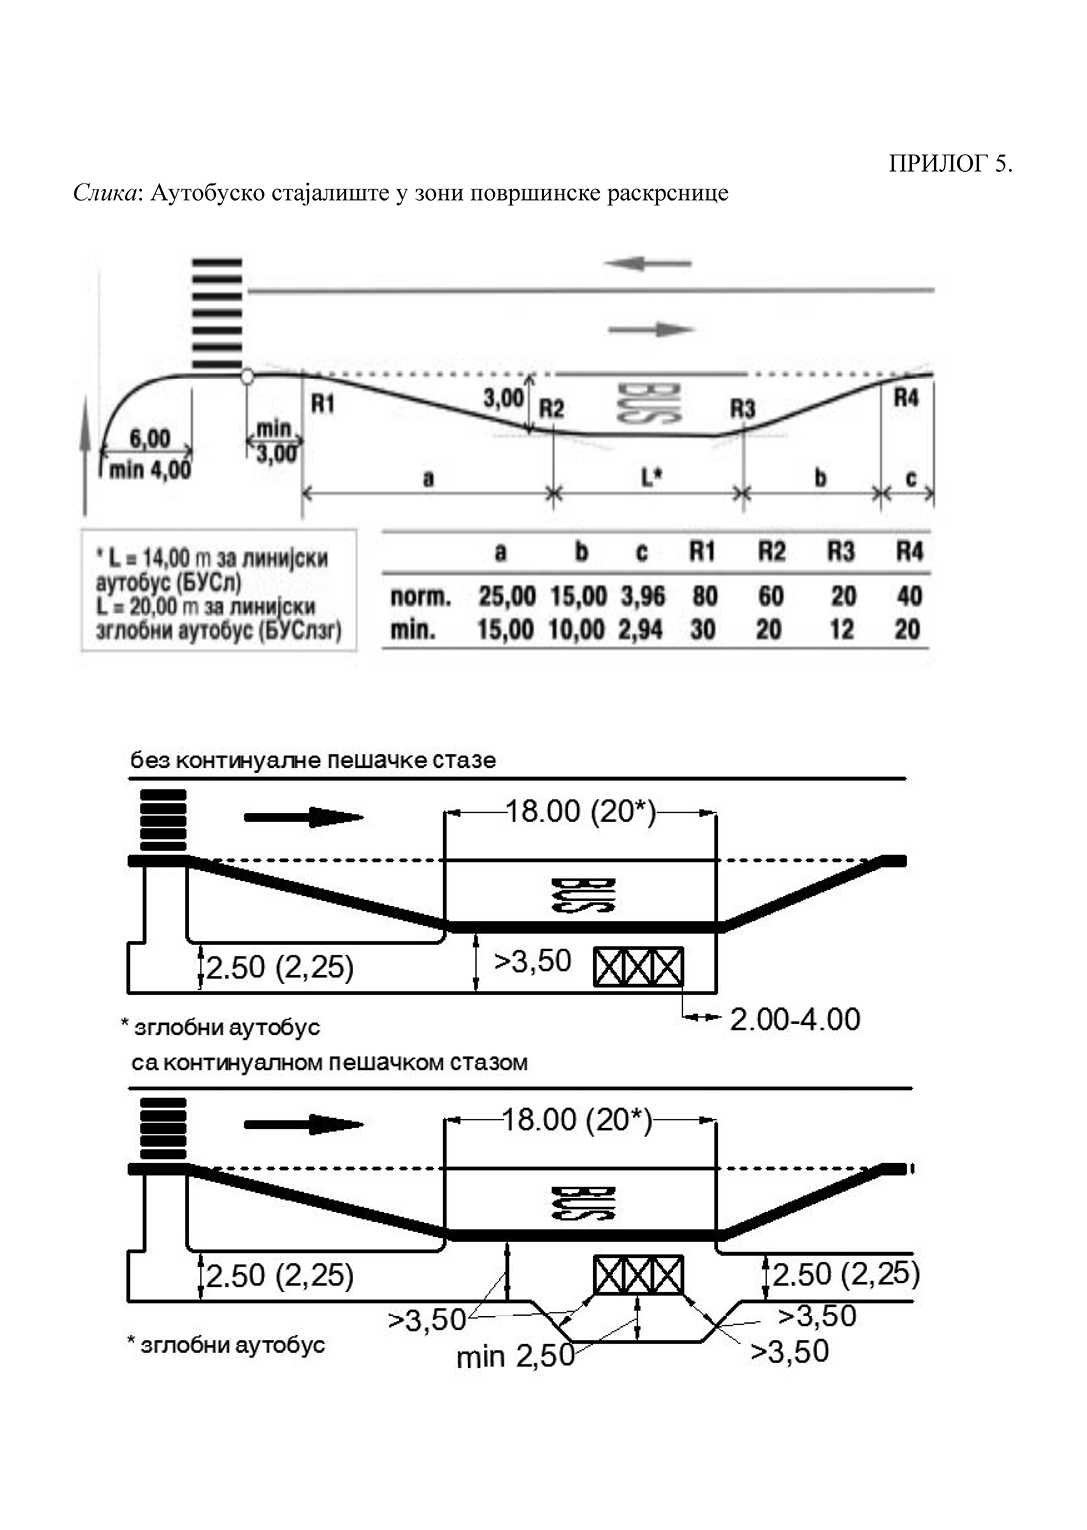 ПРИЛОГ 5.
Слика: Аутобуско стајалиште у зони површинске раскрснице
R1
3,00
R2
BUS
R3
R4
6,00
min 4,00
min
3,00
a
L*
b
c
* L = 14,00 m за линијски
аутобус (БУСл)
L = 20,00 m за линијски
зглобни аутобус (БУСлзг)
a b c R1 R2 R3 R4
norm. 25,00 15,00 3,96 80 60 20 40
min. 15,00 10,00 2,94 30 20 12 20
без континуалне пешачке стазе
18.00 (20*)
BUS
2.50 (2,25)
>3,50
2.00-4.00
* зглобни аутобус
са континуалном пешачком стазом
18.00 (20*)
BUS
2.50 (2,25)
2.50 (2,25)
>3,50
>3,50
* зглобни аутобус
min 2,50
>3,50